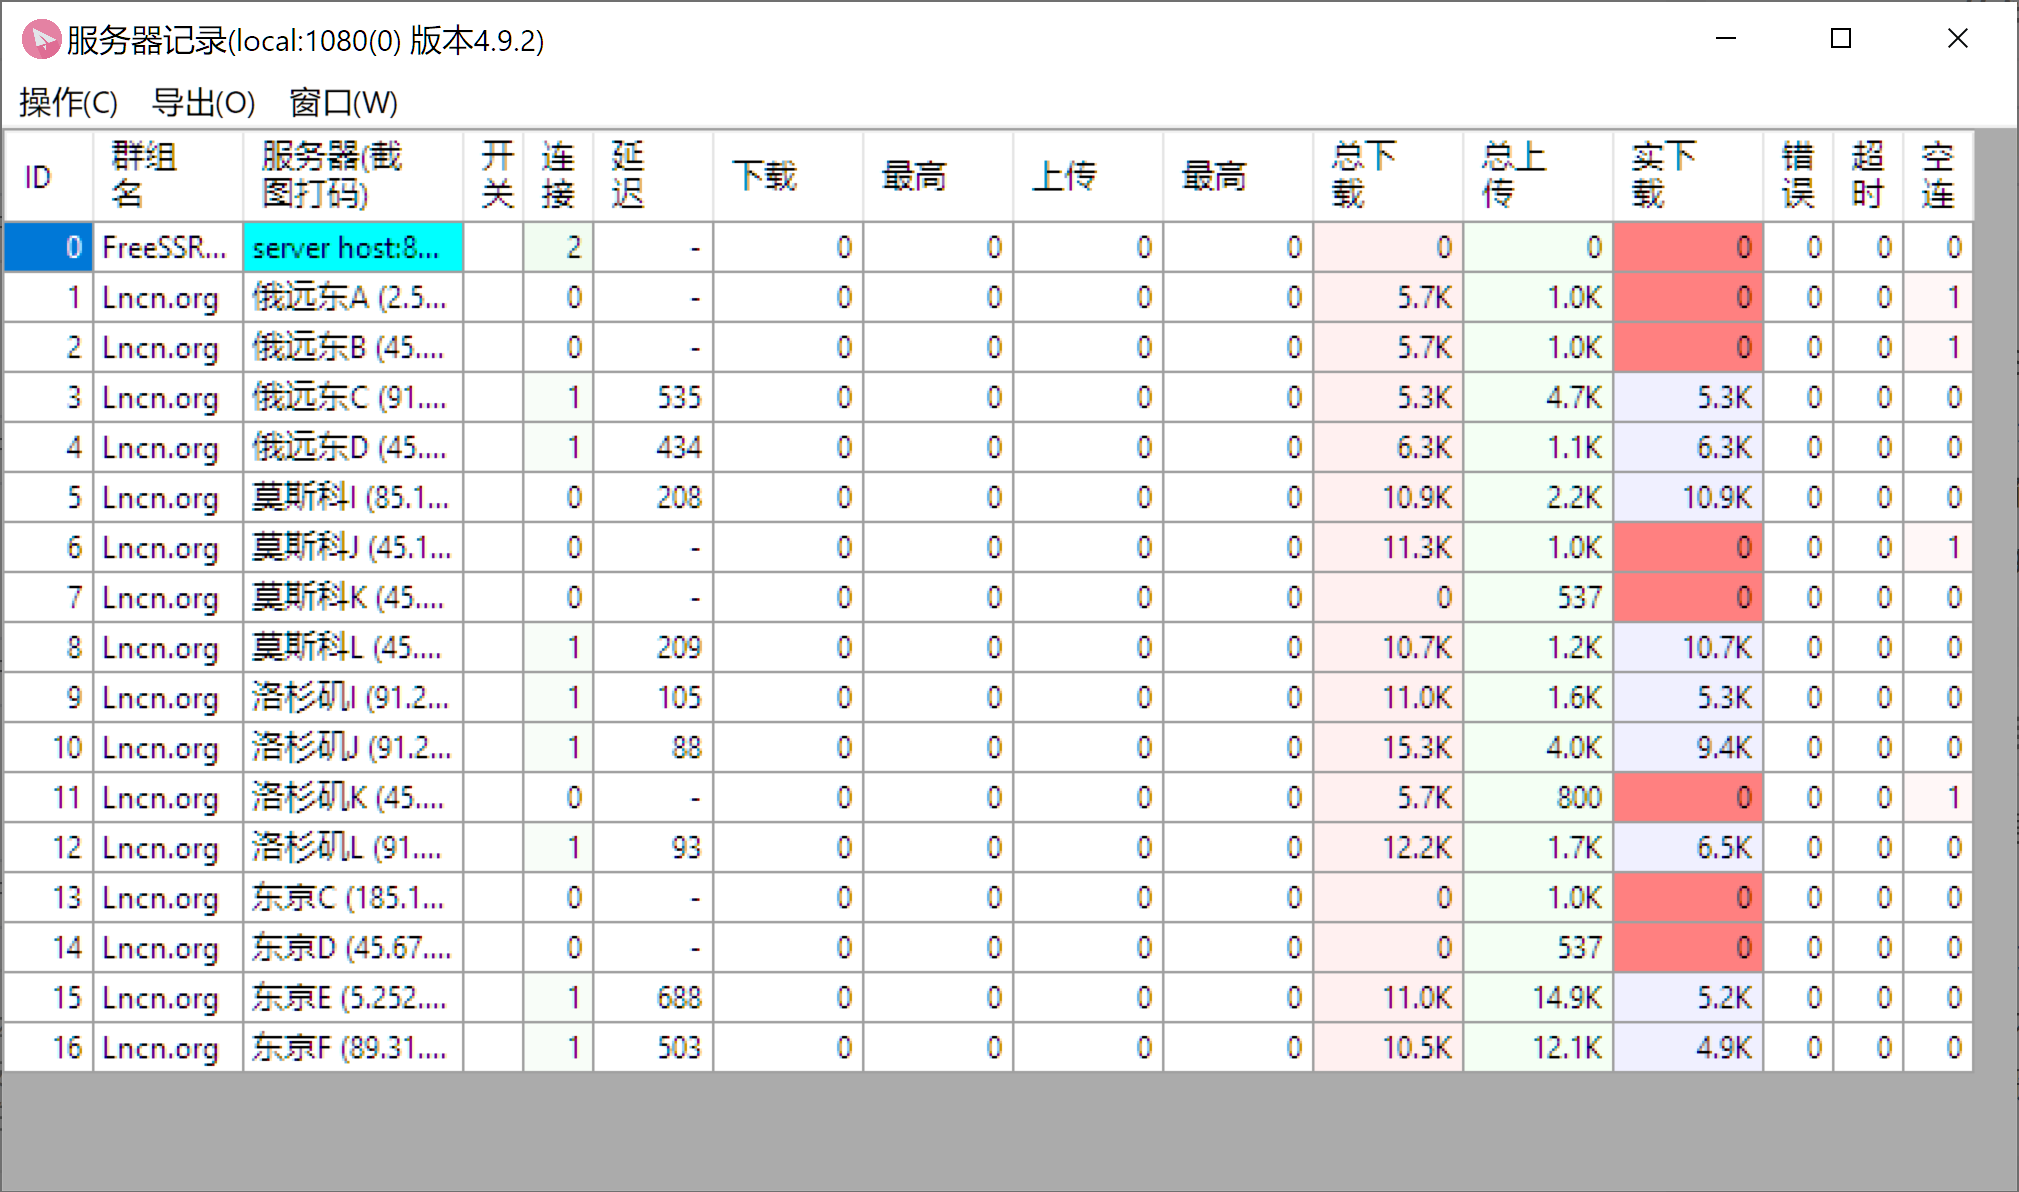 服务器记录(local:1080(0) 版本4.9.2)
操作(C) 导出(O) 窗口(W)
ID 群组名 服务器(截图打码) 开关 连接 延迟 下载 最高 上传 最高 总下载 总上传 实下载 错误 超时 空连
0 FreeSSR... server host:8... 2 - 0 0 0 0 0 0 0 0 0 0
1 Lncn.org 俄远东A (2.5... 0 - 0 0 0 0 5.7K 1.0K 0 0 0 1
2 Lncn.org 俄远东B (45.... 0 - 0 0 0 0 5.7K 1.0K 0 0 0 1
3 Lncn.org 俄远东C (91.... 1 535 0 0 0 0 5.3K 4.7K 5.3K 0 0 0
4 Lncn.org 俄远东D (45.... 1 434 0 0 0 0 6.3K 1.1K 6.3K 0 0 0
5 Lncn.org 莫斯科I (85.1... 0 208 0 0 0 0 10.9K 2.2K 10.9K 0 0 0
6 Lncn.org 莫斯科J (45.1... 0 - 0 0 0 0 11.3K 1.0K 0 0 0 1
7 Lncn.org 莫斯科K (45.... 0 - 0 0 0 0 0 537 0 0 0 0
8 Lncn.org 莫斯科L (45.... 1 209 0 0 0 0 10.7K 1.2K 10.7K 0 0 0
9 Lncn.org 洛杉矶I (91.2... 1 105 0 0 0 0 11.0K 1.6K 5.3K 0 0 0
10 Lncn.org 洛杉矶J (91.2... 1 88 0 0 0 0 15.3K 4.0K 9.4K 0 0 0
11 Lncn.org 洛杉矶K (45.... 0 - 0 0 0 0 5.7K 800 0 0 0 1
12 Lncn.org 洛杉矶L (91.... 1 93 0 0 0 0 12.2K 1.7K 6.5K 0 0 0
13 Lncn.org 东京C (185.1... 0 - 0 0 0 0 0 1.0K 0 0 0 0
14 Lncn.org 东京D (45.67.... 0 - 0 0 0 0 0 537 0 0 0 0
15 Lncn.org 东京E (5.252.... 1 688 0 0 0 0 11.0K 14.9K 5.2K 0 0 0
16 Lncn.org 东京F (89.31.... 1 503 0 0 0 0 10.5K 12.1K 4.9K 0 0 0